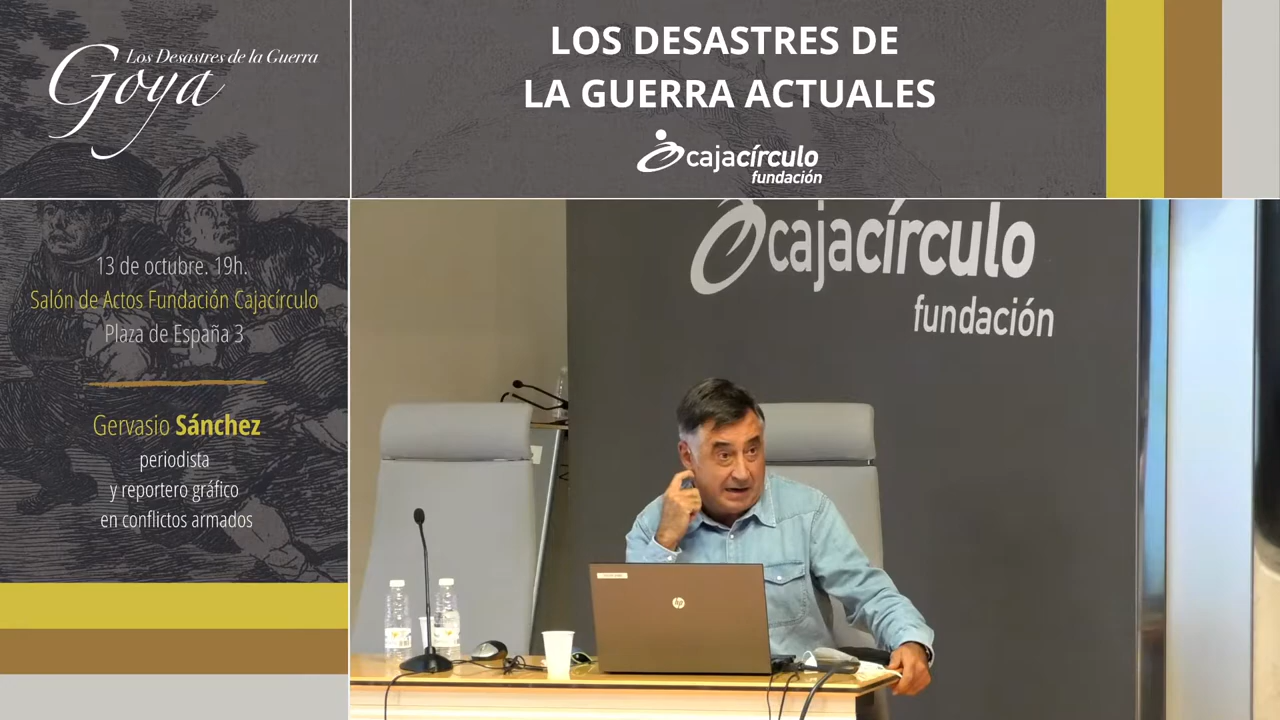 Los Desastres de la Guerra
Goya
LOS DESASTRES DE
LA GUERRA ACTUALES
cajacírculo
fundación
13 de octubre. 19h.
Salón de Actos Fundación Cajacírculo
Plaza de España 3
Gervasio Sánchez
periodista
y reportero gráfico
en conflictos armados
cajacírculo
fundación
hp